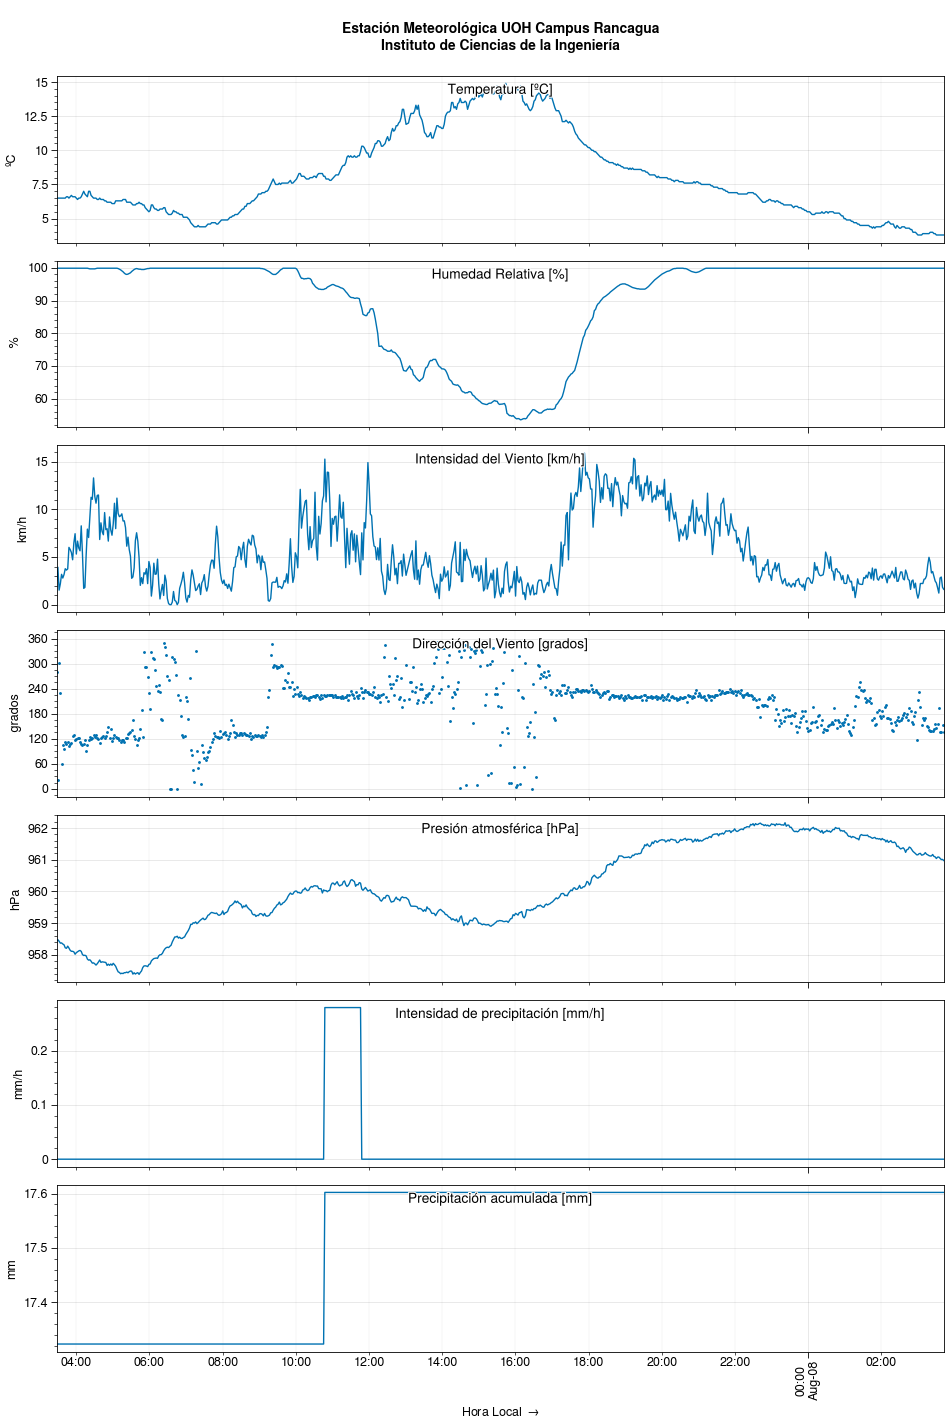 Estación Meteorológica UOH Campus Rancagua
Instituto de Ciencias de la Ingeniería
Temperatura [ºC]
15
12.5
10
7.5
5
ºC
Humedad Relativa [%]
100
90
80
70
60
%
Intensidad del Viento [km/h]
15
10
5
0
km/h
Dirección del Viento [grados]
360
300
240
180
120
60
0
grados
Presión atmosférica [hPa]
962
961
960
959
958
hPa
Intensidad de precipitación [mm/h]
0.2
0.1
0
mm/h
Precipitación acumulada [mm]
17.6
17.5
17.4
mm
04:00 06:00 08:00 10:00 12:00 14:00 16:00 18:00 20:00 22:00 00:00 02:00
Aug-08
Hora Local →